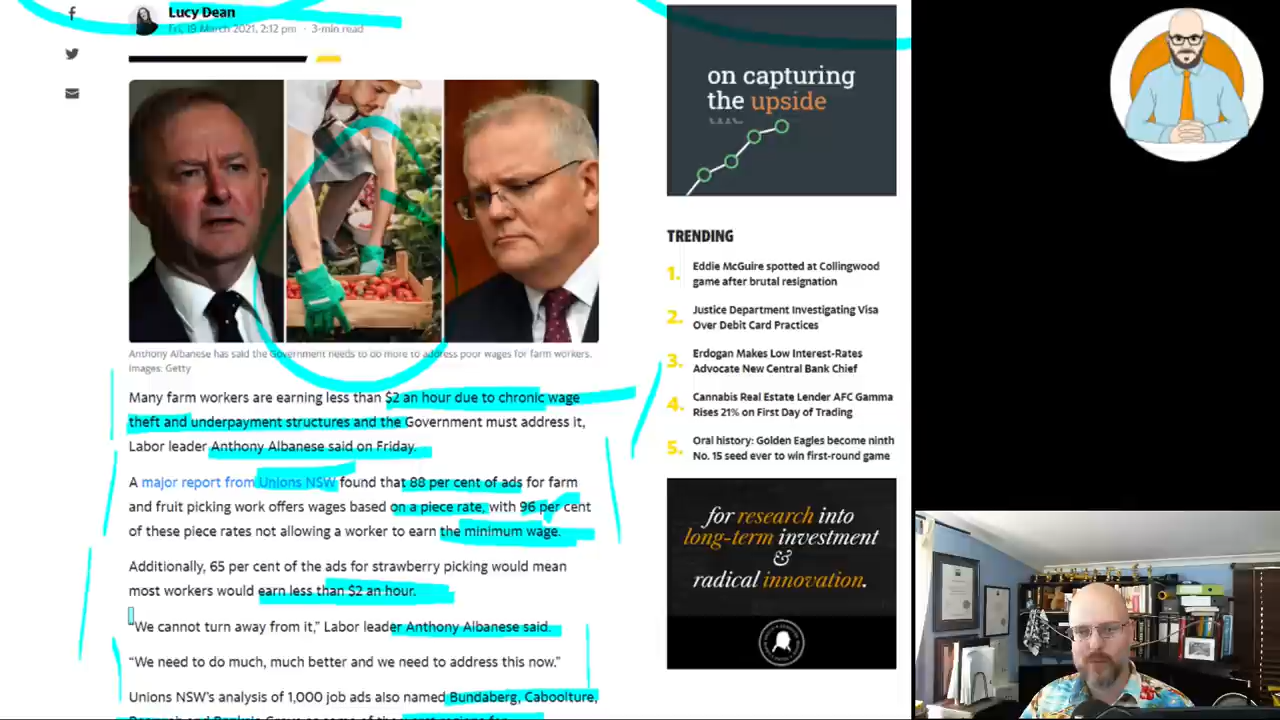 Lucy Dean
Fri, 19 March 2021, 2:12 pm · 3-min read
Anthony Albanese has said the Government needs to do more to address poor wages for farm workers.
Images: Getty
Many farm workers are earning less than $2 an hour due to chronic wage
theft and underpayment structures and the Government must address it,
Labor leader Anthony Albanese said on Friday.
A major report from Unions NSW found that 88 per cent of ads for farm
and fruit picking work offers wages based on a piece rate, with 96 per cent
of these piece rates not allowing a worker to earn the minimum wage.
Additionally, 65 per cent of the ads for strawberry picking would mean
most workers would earn less than $2 an hour.
"We cannot turn away from it,” Labor leader Anthony Albanese said.
“We need to do much, much better and we need to address this now.”
Unions NSW's analysis of 1,000 job ads also named Bundaberg, Caboolture,
on capturing
the upside
TRENDING
1. Eddie McGuire spotted at Collingwood
game after brutal resignation
2. Justice Department Investigating Visa
Over Debit Card Practices
3. Erdogan Makes Low Interest-Rates
Advocate New Central Bank Chief
4. Cannabis Real Estate Lender AFC Gamma
Rises 21% on First Day of Trading
5. Oral history: Golden Eagles become ninth
No. 15 seed ever to win first-round game
for research into
long-term investment
&
radical innovation.